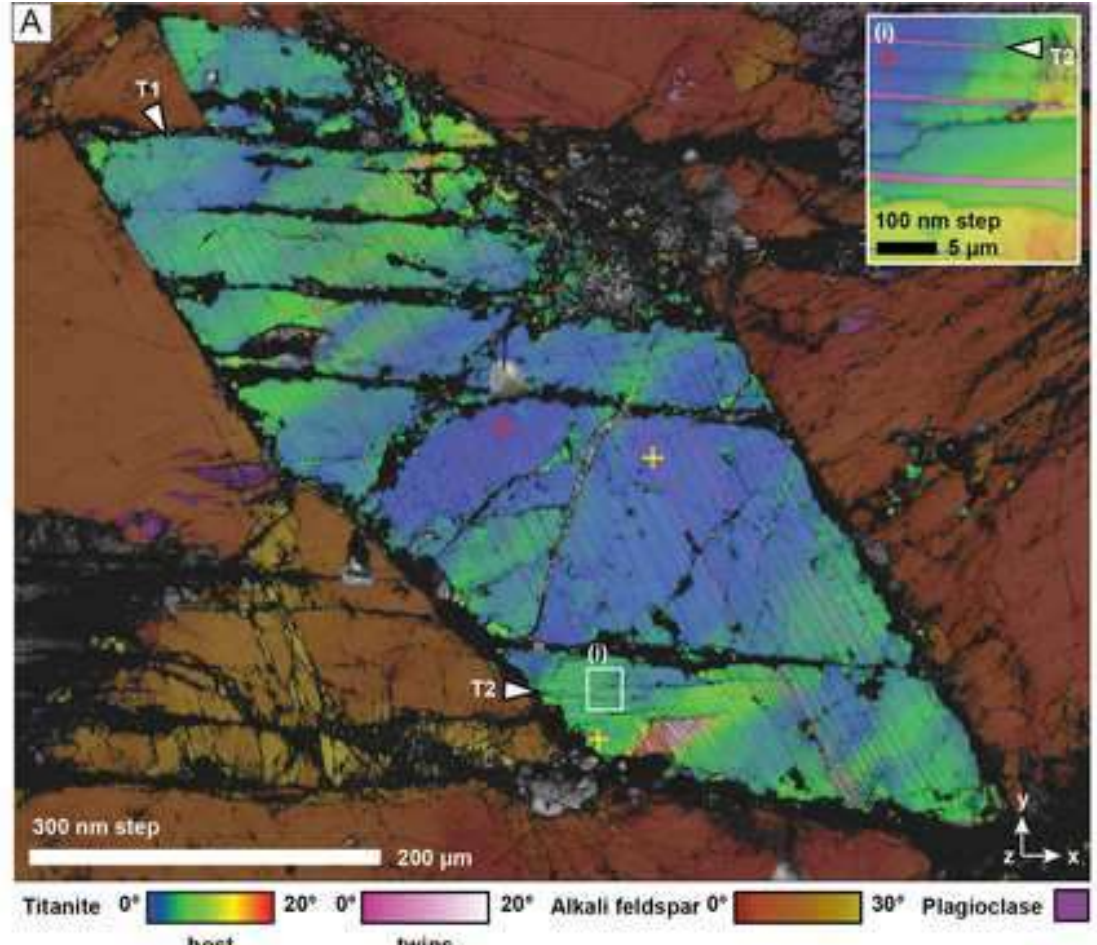 A
(i)
T2
100 nm step
5 µm
T1
(i)
T2
300 nm step
200 µm
y
z
x
Titanite 0° 20° 0° 20° Alkali feldspar 0° 30° Plagioclase
host twins